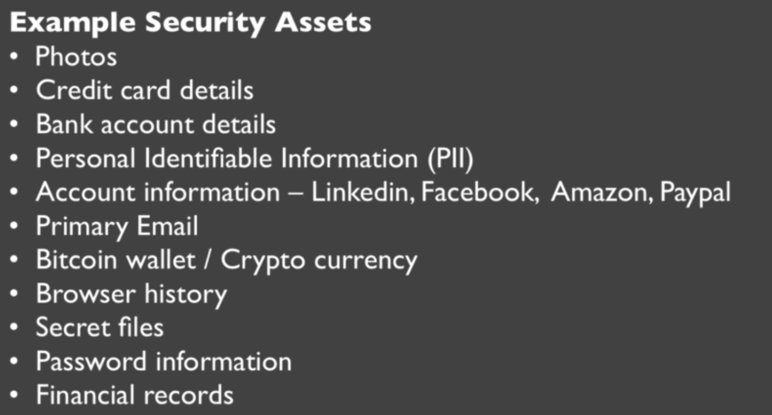 Example Security Assets
• Photos
• Credit card details
• Bank account details
• Personal Identifiable Information (PII)
• Account information – Linkedin, Facebook, Amazon, Paypal
• Primary Email
• Bitcoin wallet / Crypto currency
• Browser history
• Secret files
• Password information
• Financial records